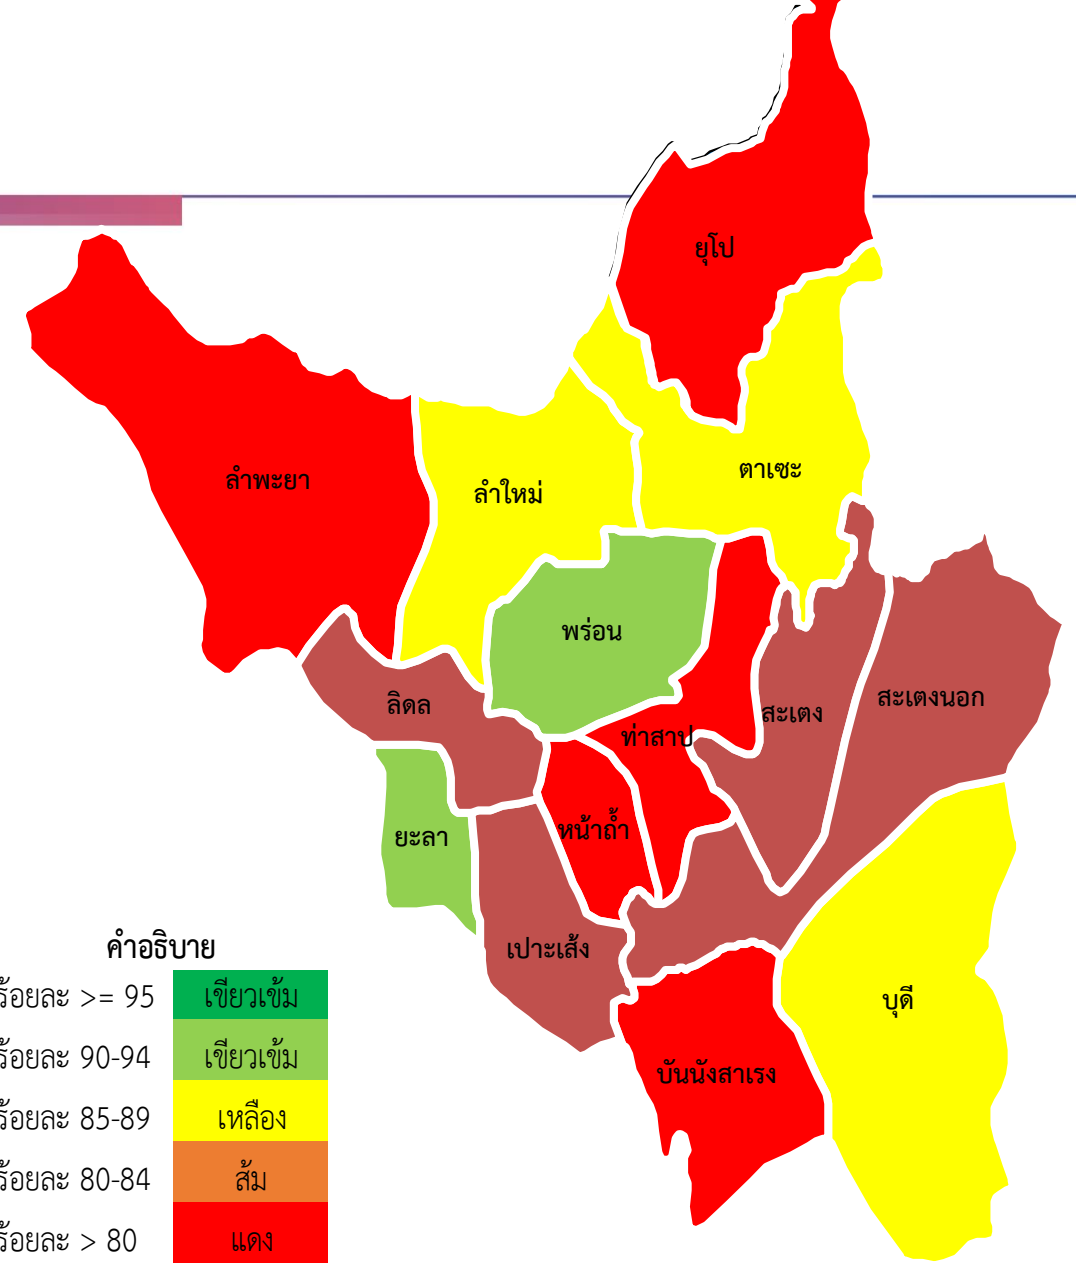 ยุโป
ตาเซะ
ลำพะยา
ลำใหม่
พร่อน
ลิดล
สะเตงนอก
สะเตง
ท่าสาป
หน้าถ้ำ
ยะลา
เปาะเส้ง
บุดี
บันนังสาเรง
คำอธิบาย
ร้อยละ >= 95 เขียวเข้ม
ร้อยละ 90-94 เขียวเข้ม
ร้อยละ 85-89 เหลือง
ร้อยละ 80-84 ส้ม
ร้อยละ > 80 แดง